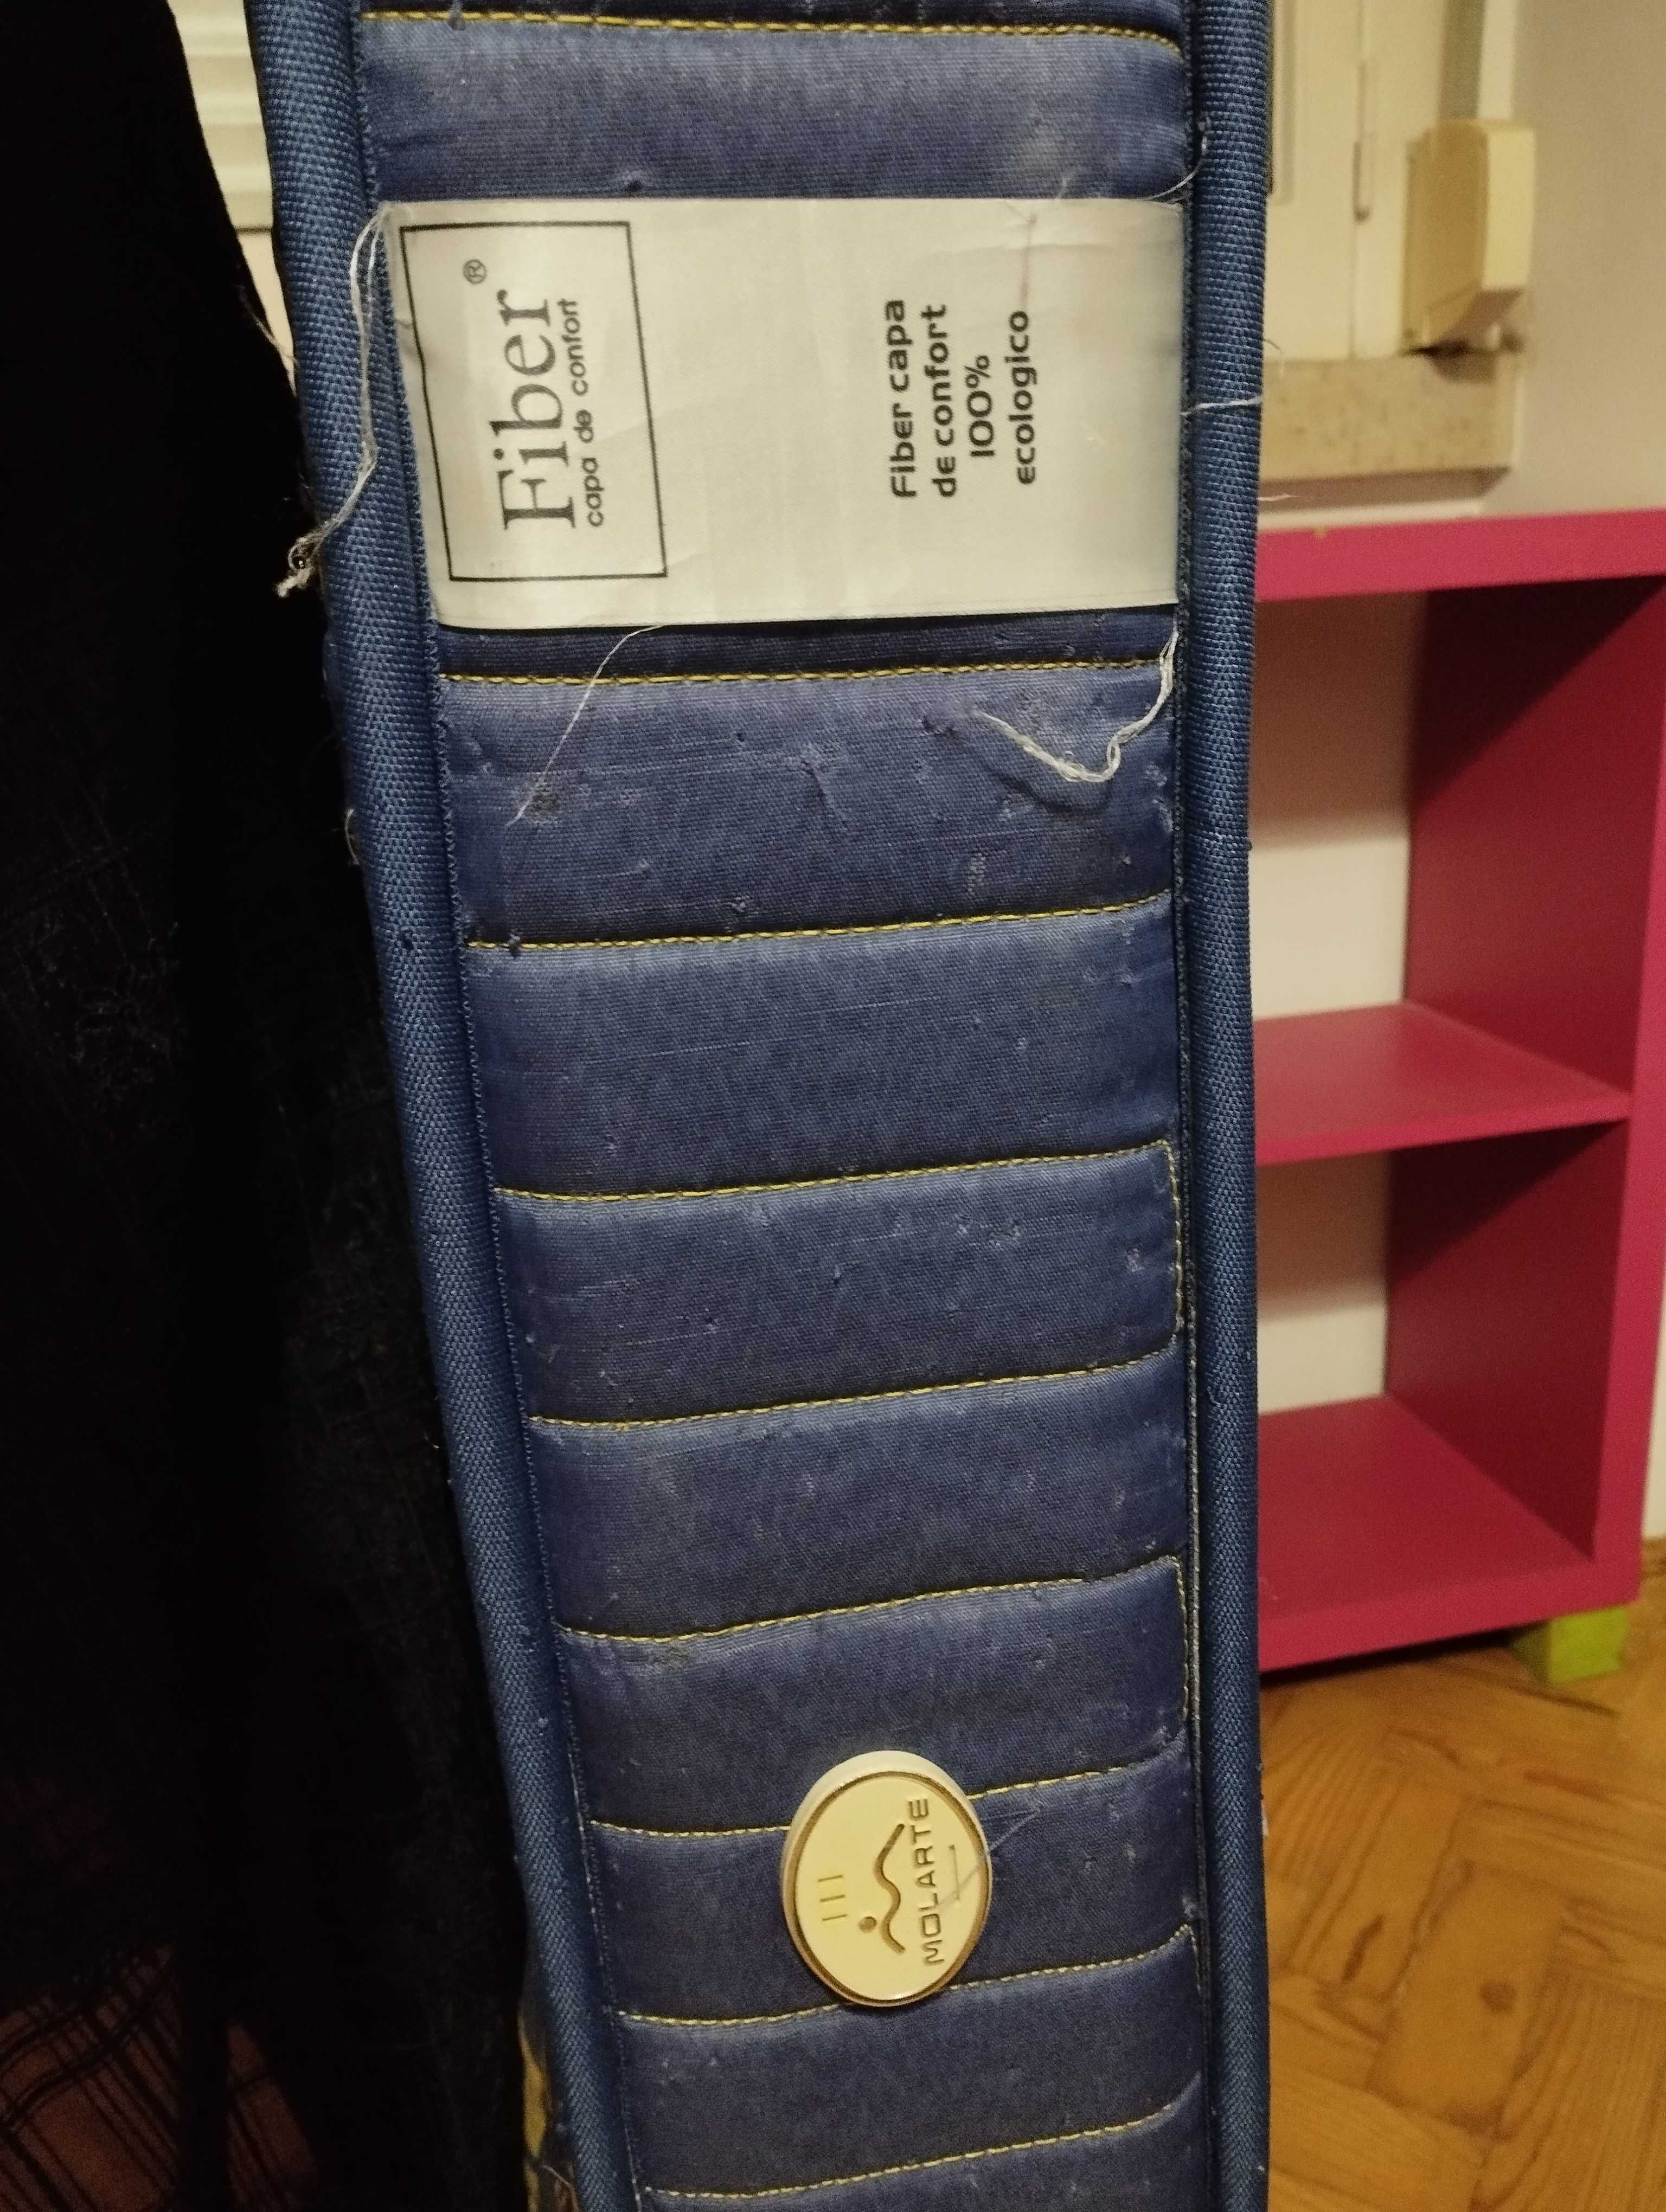 Fiber®
capa de confort
Fiber capa
de confort
100%
ecologico
MOLARTE